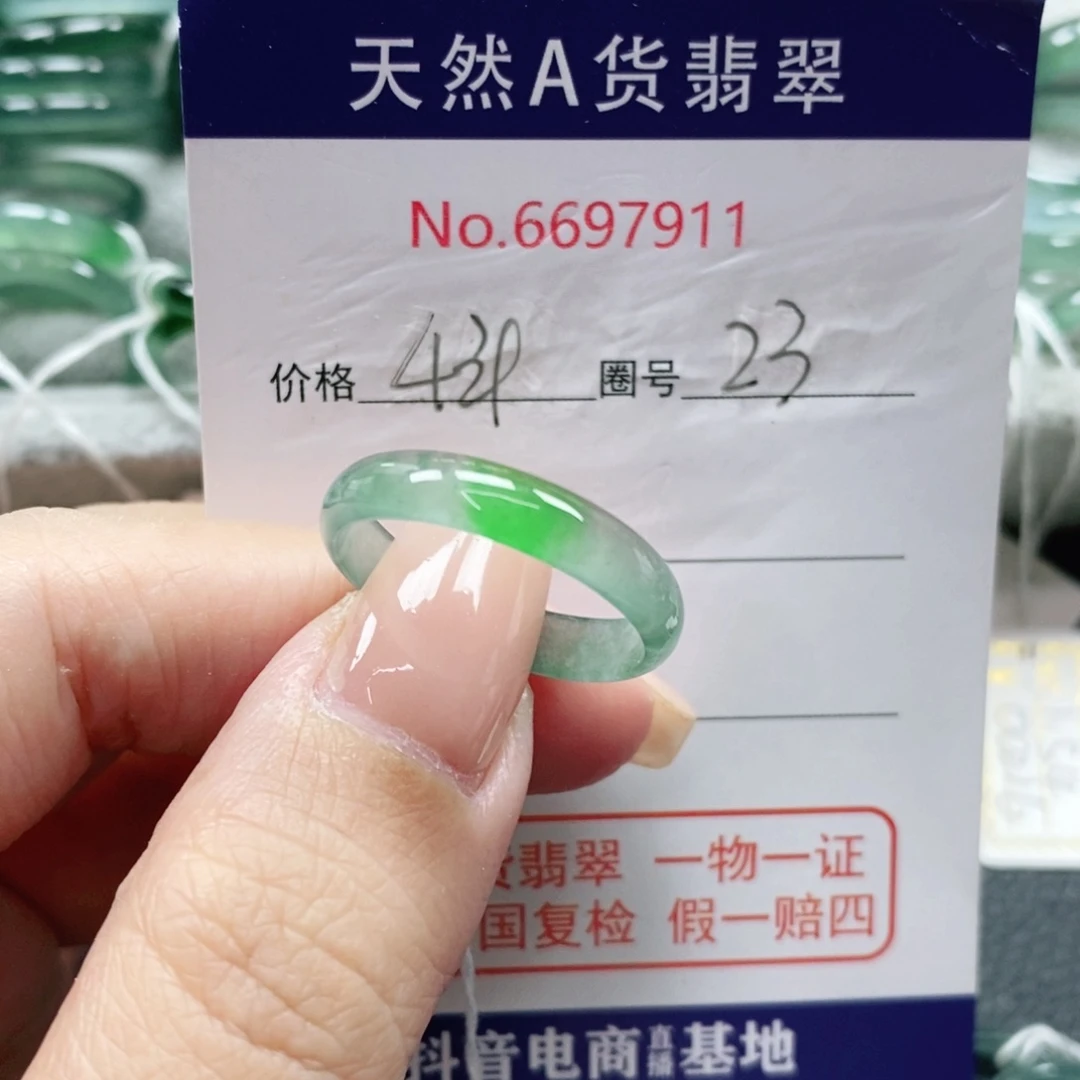 天然A货翡翠
No.6697911
价格 圈号 23
货翡翠 一物一证
国复检 假一赔四
抖音电商直播基地